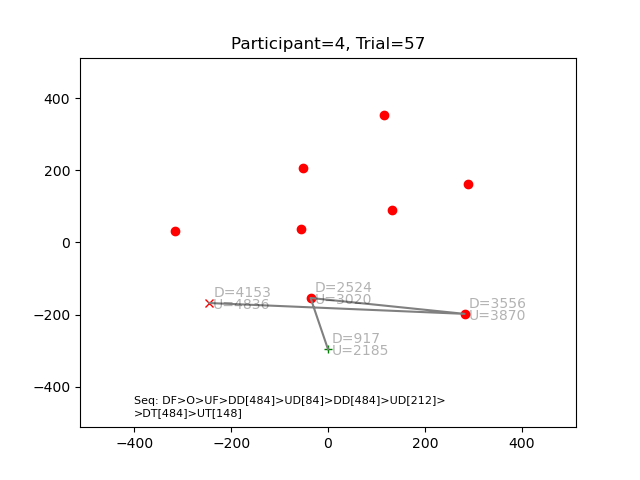 Participant=4, Trial=57
400
200
0
−200
−400
D=4153
U=4836
D=2524
U=3020
D=3556
U=3870
D=917
U=2185
Seq: DF>O>UF>DD[484]>UD[84]>DD[484]>UD[212]>
>DT[484]>UT[148]
−400
−200
0
200
400